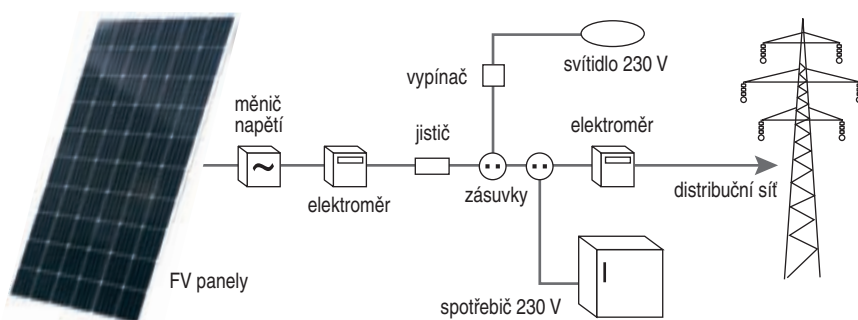 svítidlo 230 V
vypínač
měnič
napětí
jistič
elektroměr
elektroměr
zásuvky
distribuční síť
FV panely
spotřebič 230 V